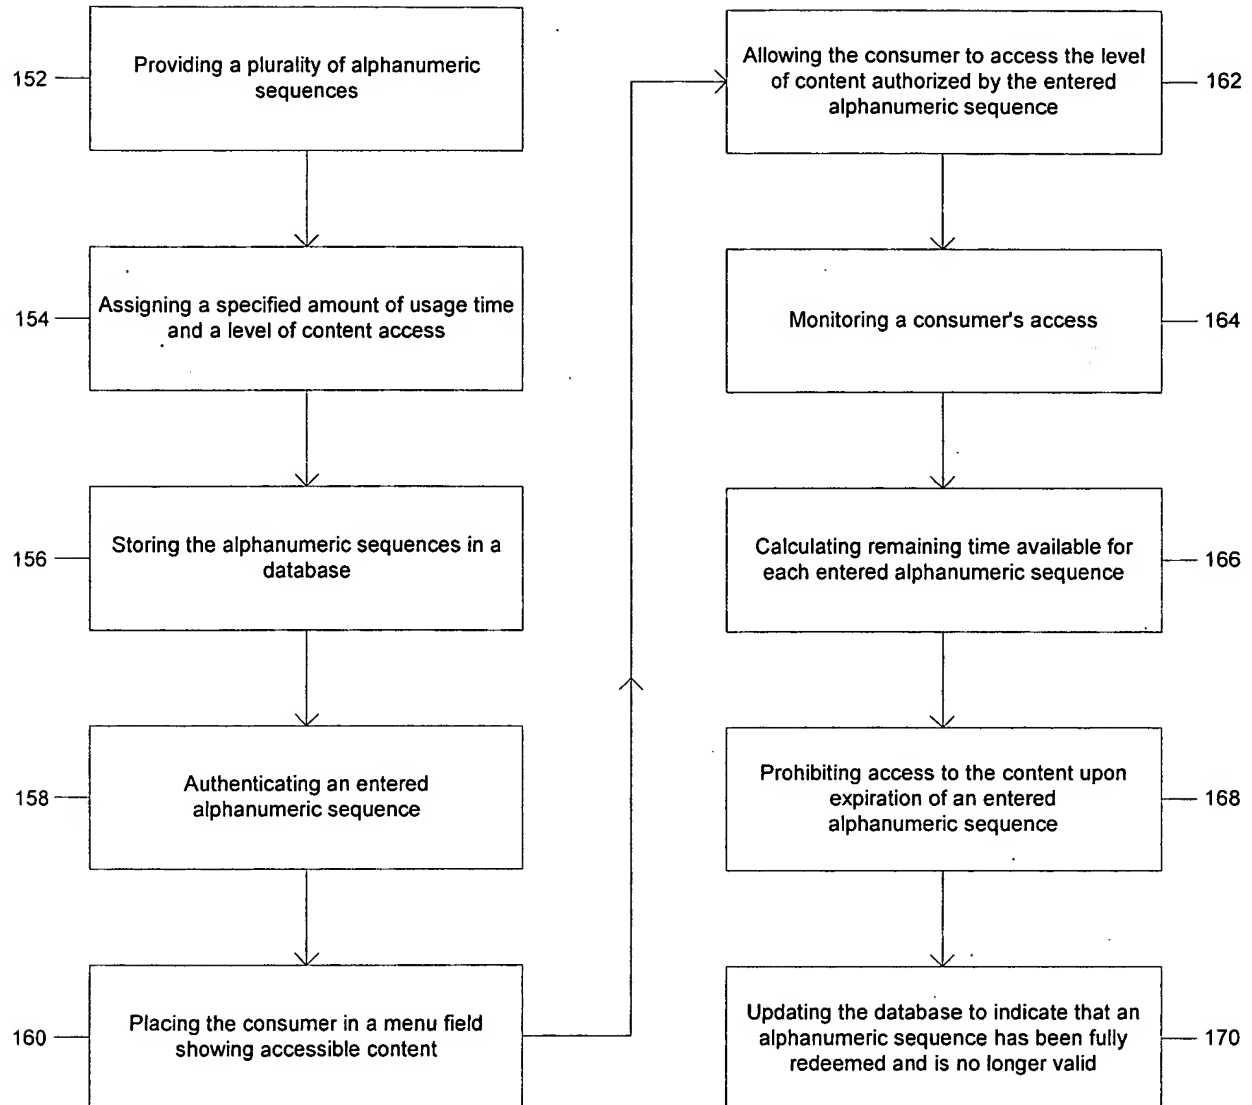 152
Providing a plurality of alphanumeric
sequences
154
Assigning a specified amount of usage time
and a level of content access
156
Storing the alphanumeric sequences in a
database
158
Authenticating an entered
alphanumeric sequence
160
Placing the consumer in a menu field
showing accessible content
Allowing the consumer to access the level
of content authorized by the entered
alphanumeric sequence
162
Monitoring a consumer's access
164
Calculating remaining time available for
each entered alphanumeric sequence
166
Prohibiting access to the content upon
expiration of an entered
alphanumeric sequence
168
Updating the database to indicate that an
alphanumeric sequence has been fully
redeemed and is no longer valid
170